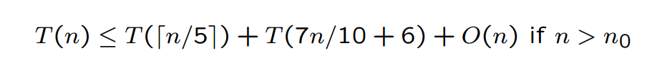 T(n) ≤ T(⌈n/5⌉) + T(7n/10 + 6) + O(n) if n > n₀